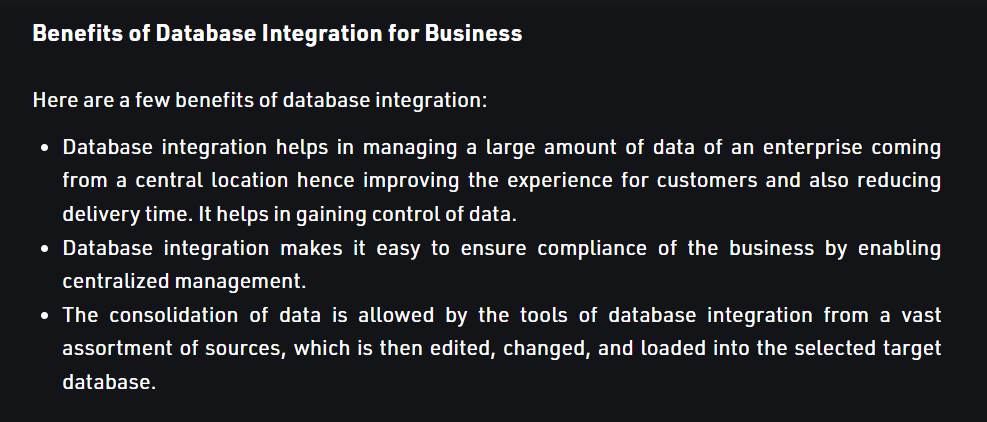 Benefits of Database Integration for Business
Here are a few benefits of database integration:
• Database integration helps in managing a large amount of data of an enterprise coming
from a central location hence improving the experience for customers and also reducing
delivery time. It helps in gaining control of data.
• Database integration makes it easy to ensure compliance of the business by enabling
centralized management.
• The consolidation of data is allowed by the tools of database integration from a vast
assortment of sources, which is then edited, changed, and loaded into the selected target
database.